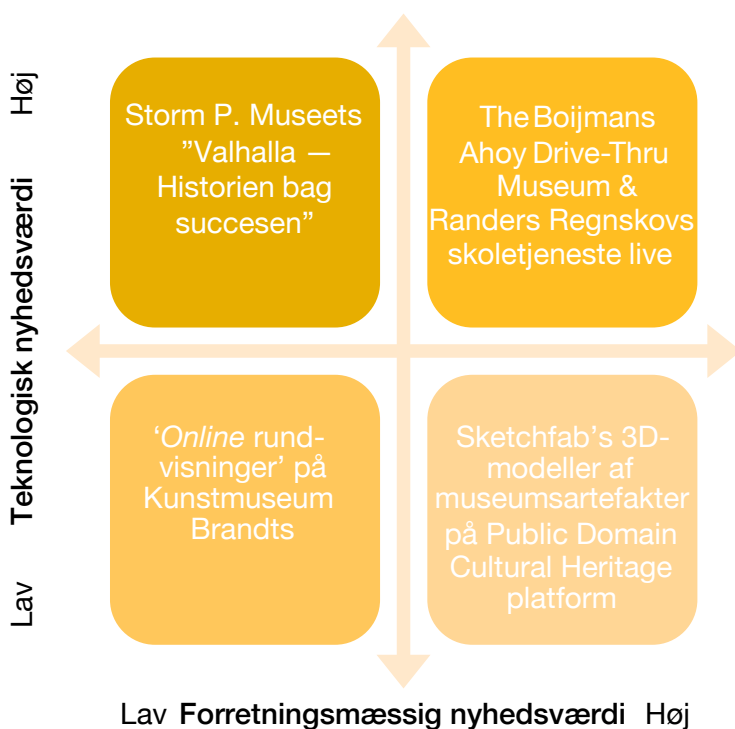 Høj
Teknologisk nyhedsværdi
Lav
Storm P. Museets
”Valhalla —
Historien bag
succesen”
The Boijmans
Ahoy Drive-Thru
Museum &
Randers Regnskovs
skoletjeneste live
‘Online rund-
visninger’ på
Kunstmuseum
Brandts
Sketchfab’s 3D-
modeller af
museumsartefakter
på Public Domain
Cultural Heritage
platform
Lav Forretningsmæssig nyhedsværdi Høj